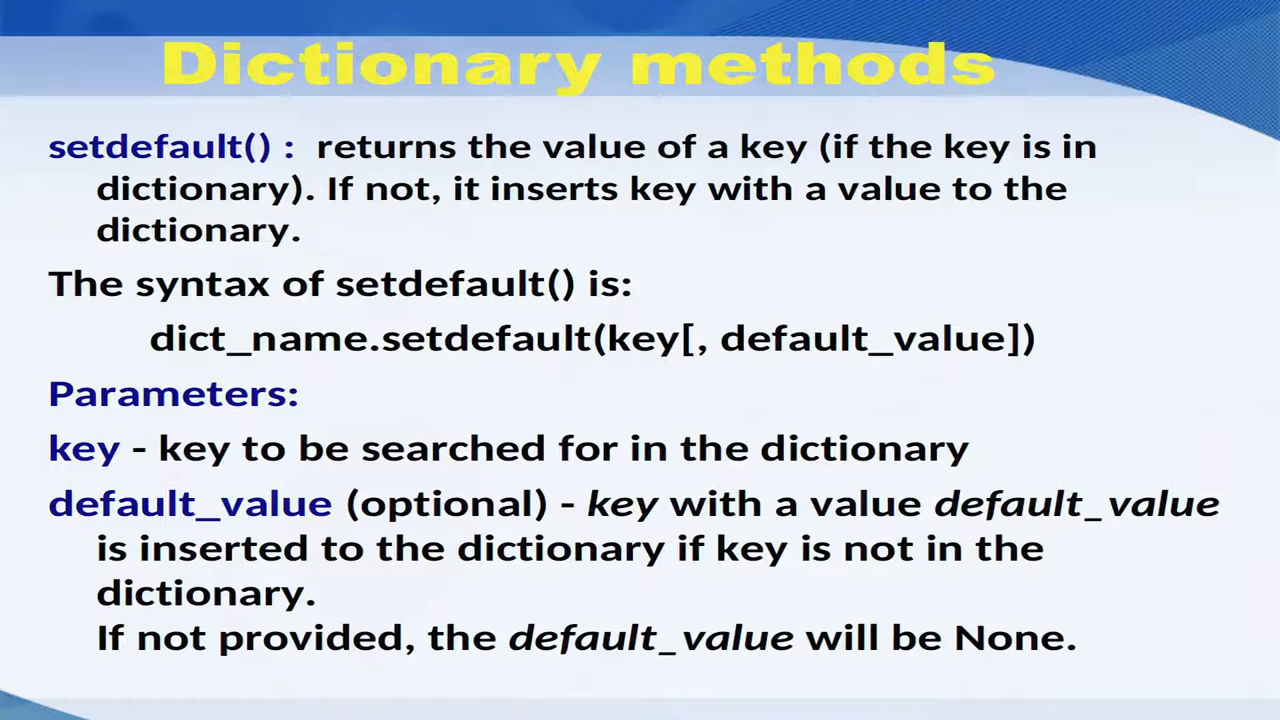 Dictionary methods
setdefault() : returns the value of a key (if the key is in
dictionary). If not, it inserts key with a value to the
dictionary.
The syntax of setdefault() is:
dict_name.setdefault(key[, default_value])
Parameters:
key - key to be searched for in the dictionary
default_value (optional) - key with a value default_value
is inserted to the dictionary if key is not in the
dictionary.
If not provided, the default_value will be None.